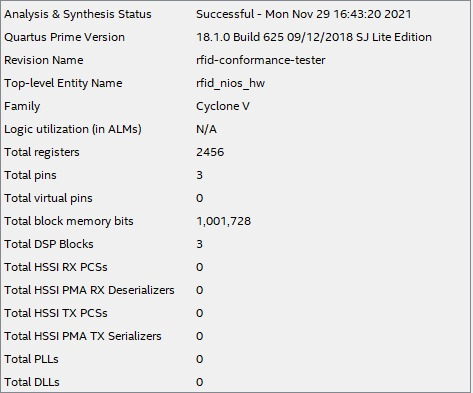 Analysis & Synthesis Status Successful - Mon Nov 29 16:43:20 2021
Quartus Prime Version 18.1.0 Build 625 09/12/2018 SJ Lite Edition
Revision Name rfid-conformance-tester
Top-level Entity Name rfid_nios_hw
Family Cyclone V
Logic utilization (in ALMs) N/A
Total registers 2456
Total pins 3
Total virtual pins 0
Total block memory bits 1,001,728
Total DSP Blocks 3
Total HSSI RX PCSs 0
Total HSSI PMA RX Deserializers 0
Total HSSI TX PCSs 0
Total HSSI PMA TX Serializers 0
Total PLLs 0
Total DLLs 0